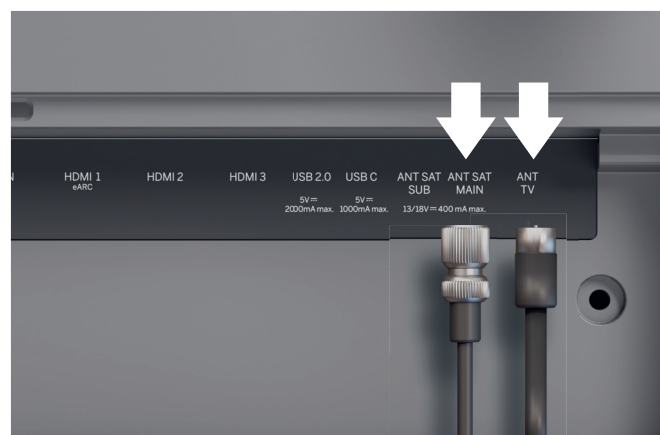 HDMI 1
eARC
HDMI 2
HDMI 3
USB 2.0
5V⎓
2000mA max.
USB C
5V⎓
1000mA max.
ANT SAT
SUB
ANT SAT
MAIN
13/18V⎓400 mA max.
ANT
TV